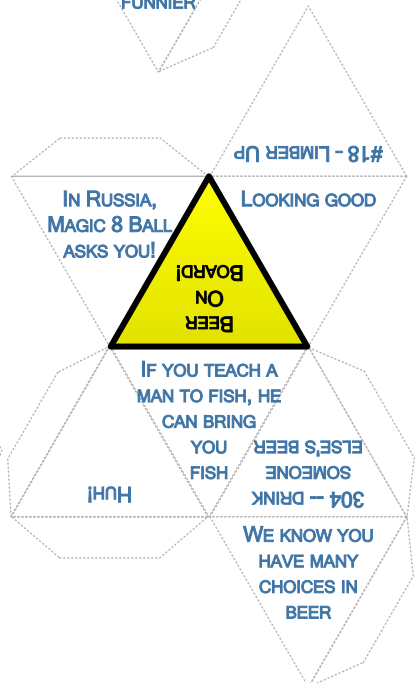 FUNNIER
#18 - LIMBER UP
IN RUSSIA,
MAGIC 8 BALL
ASKS YOU!
LOOKING GOOD
BEER
ON
BOARD!
IF YOU TEACH A
MAN TO FISH, HE
CAN BRING
YOU
FISH
304 – DRINK
SOMEONE
ELSE'S BEER
HUH!
WE KNOW YOU
HAVE MANY
CHOICES IN
BEER